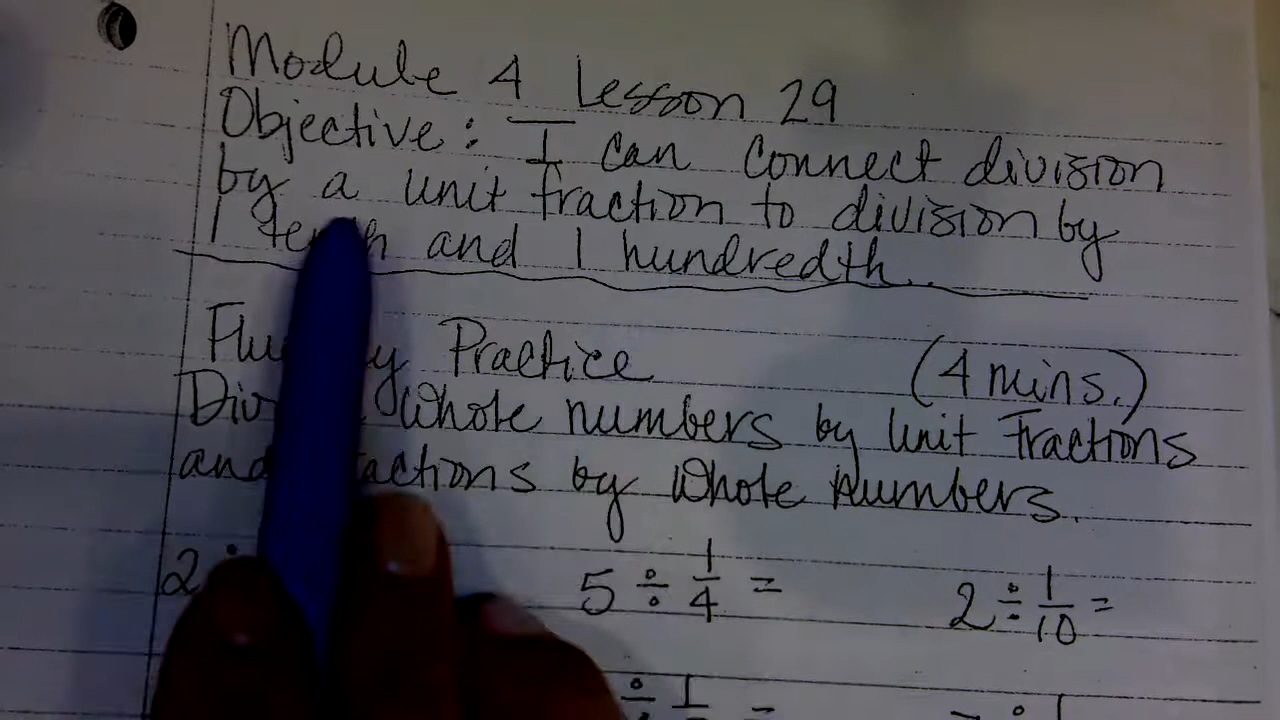 Module 4 Lesson 29
Objective: I can connect division
by a unit fraction to division by
1 and 1 hundredth.
Practice (4 mins.)
Whole numbers by Unit Fractions
by Whole Numbers.
2 5 ÷ 1/4 = 2 ÷ 1/10 =